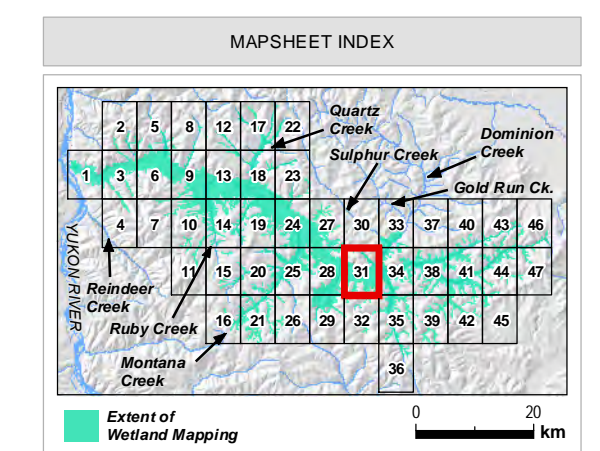 MAPSHEET INDEX
2 5 8 12 17 22
Quartz
Creek
Sulphur Creek
Dominion
Creek
Gold Run Ck.
1 3 6 9 13 18 23
4 7 10 14 19 24 27 30 33 37 40 43 46
11 15 20 25 28 31 34 38 41 44 47
16 21 26 29 32 35 39 42 45
36
YUKON RIVER
Reindeer
Creek
Ruby Creek
Montana
Creek
Extent of
Wetland Mapping
0 20
km